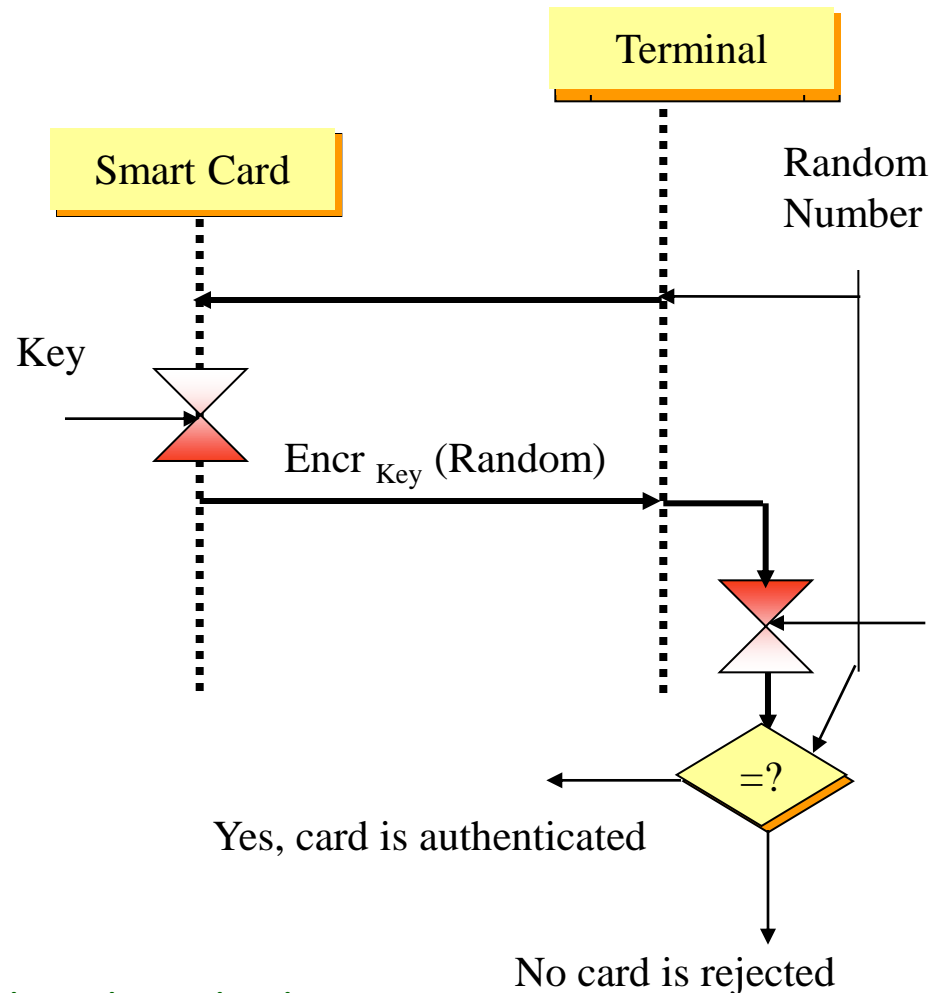 Terminal
Smart Card
Random
Number
Key
Encr Key (Random)
=?
Yes, card is authenticated
No card is rejected